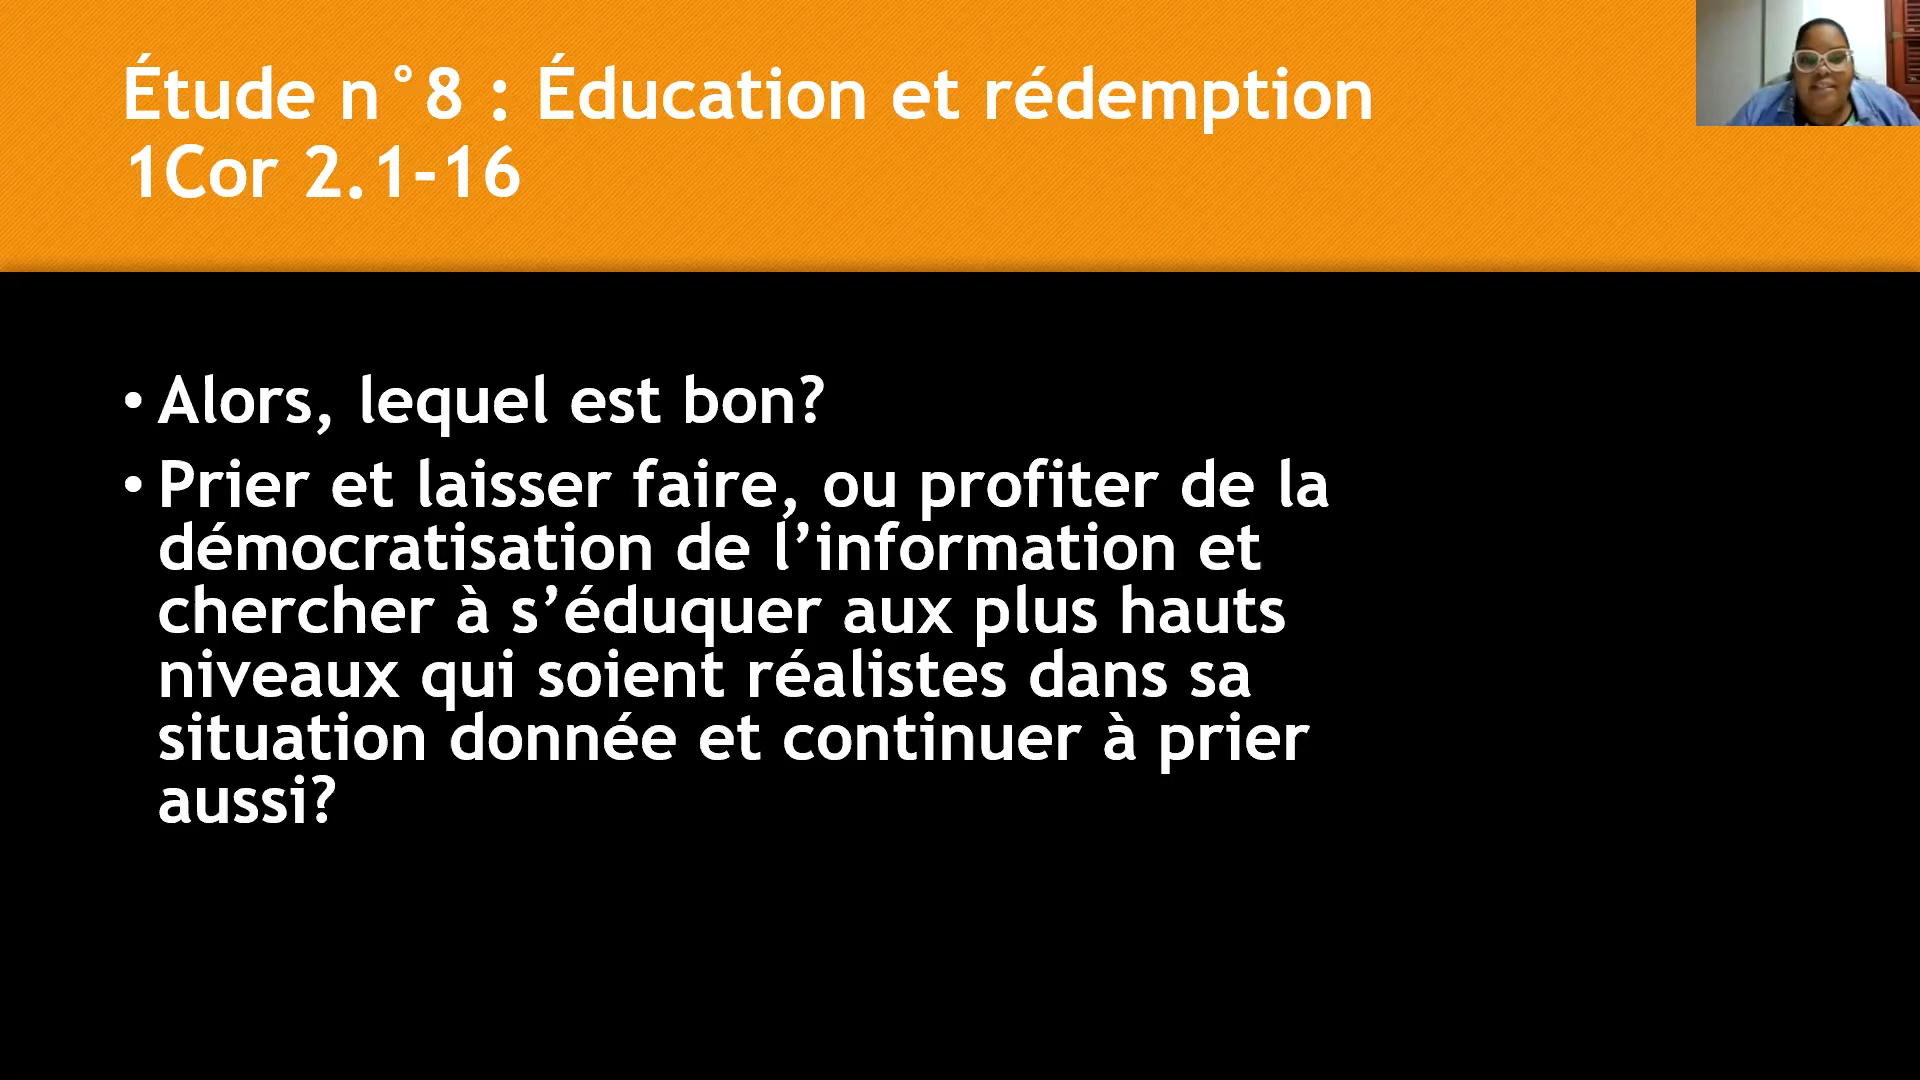 Étude n°8 : Éducation et rédemption
1Cor 2.1-16
• Alors, lequel est bon?
• Prier et laisser faire, ou profiter de la
démocratisation de l’information et
chercher à s’éduquer aux plus hauts
niveaux qui soient réalistes dans sa
situation donnée et continuer à prier
aussi?